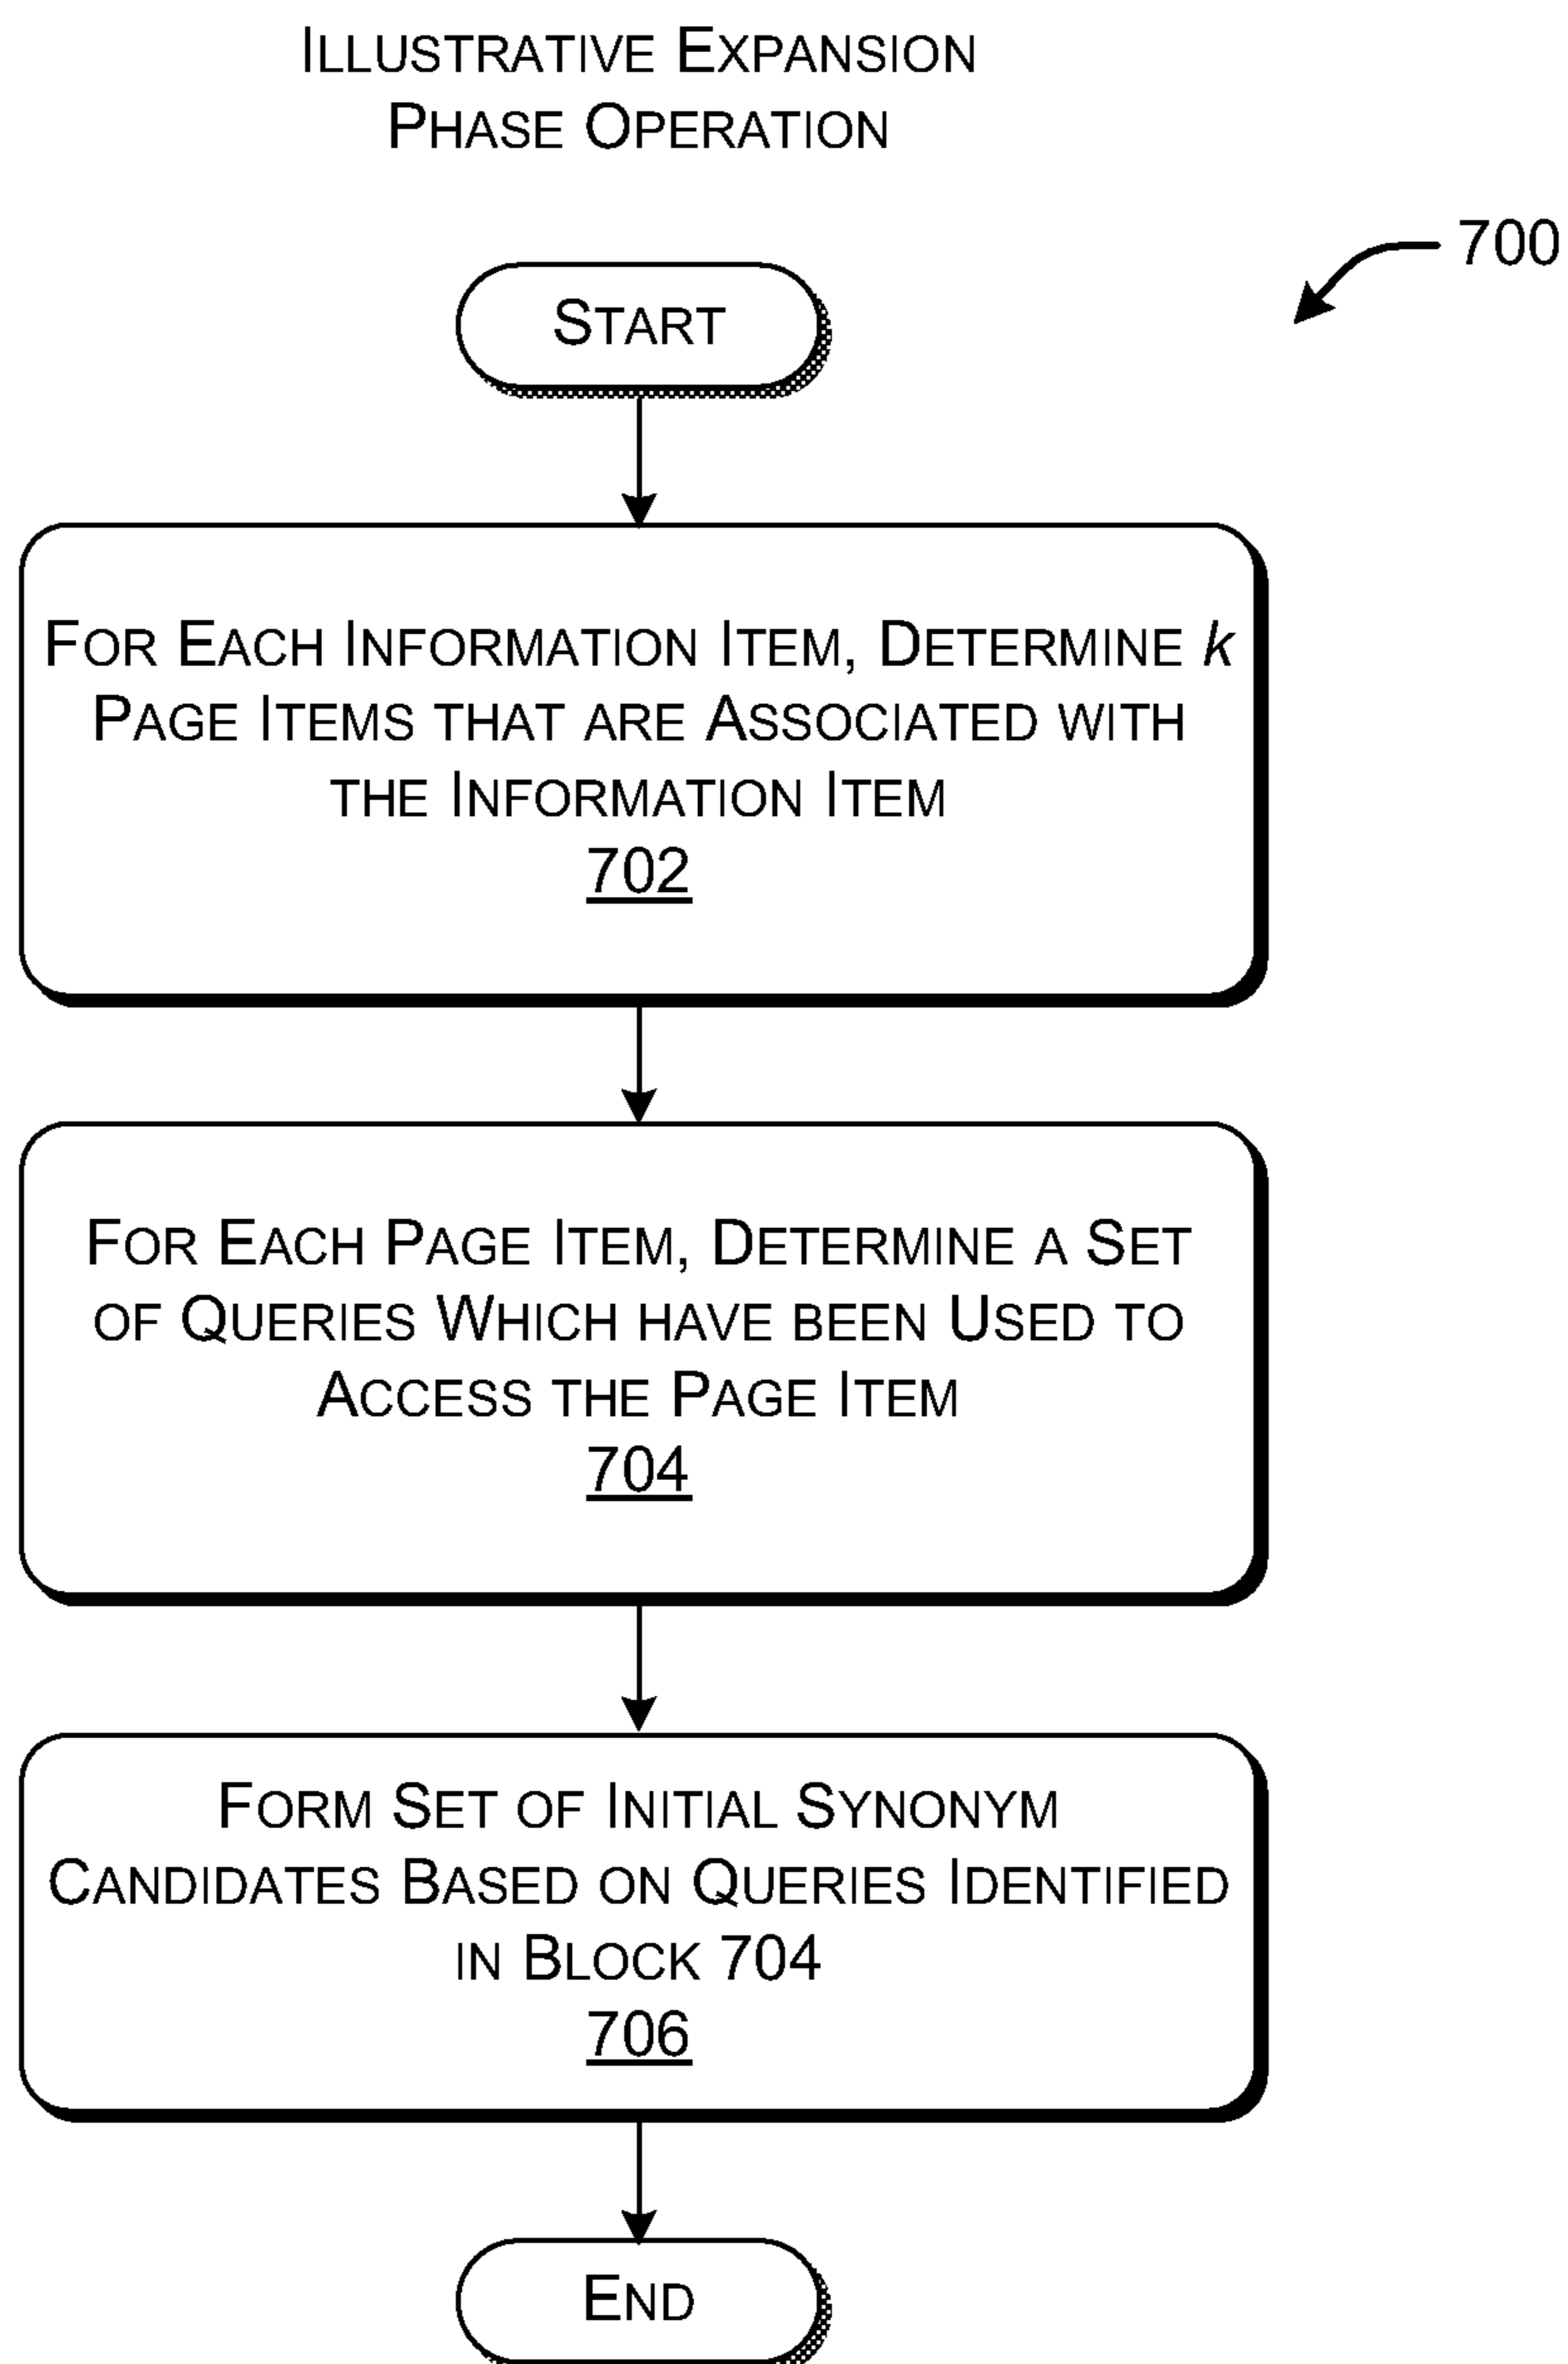 ILLUSTRATIVE EXPANSION
PHASE OPERATION
700
START
FOR EACH INFORMATION ITEM, DETERMINE k
PAGE ITEMS THAT ARE ASSOCIATED WITH
THE INFORMATION ITEM
702
FOR EACH PAGE ITEM, DETERMINE A SET
OF QUERIES WHICH HAVE BEEN USED TO
ACCESS THE PAGE ITEM
704
FORM SET OF INITIAL SYNONYM
CANDIDATES BASED ON QUERIES IDENTIFIED
IN BLOCK 704
706
END